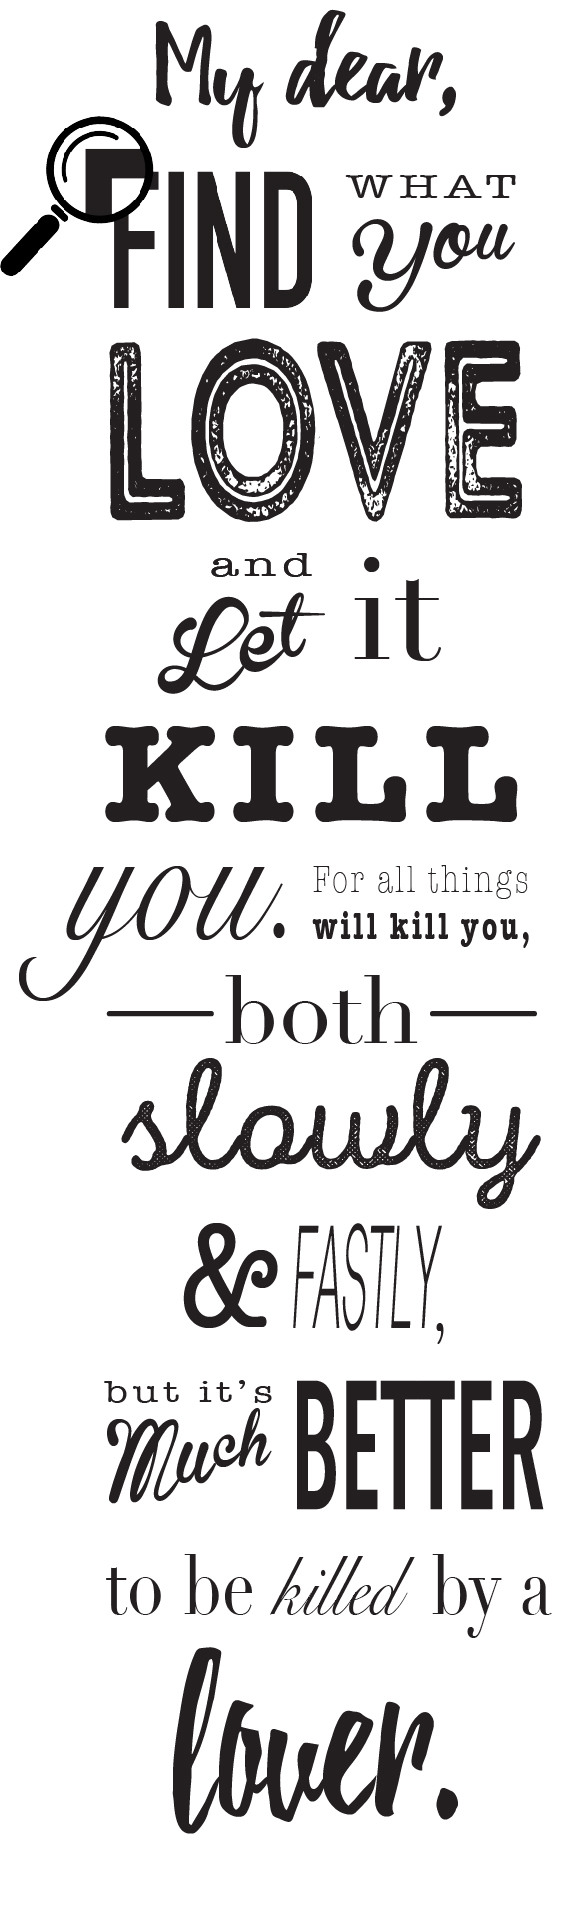 My dear,
FIND WHAT you
LOVE
and Let it
KILL
you. For all things
will kill you,
both
slowly
& FASTLY,
but it's Much BETTER
to be killed by a
lover.